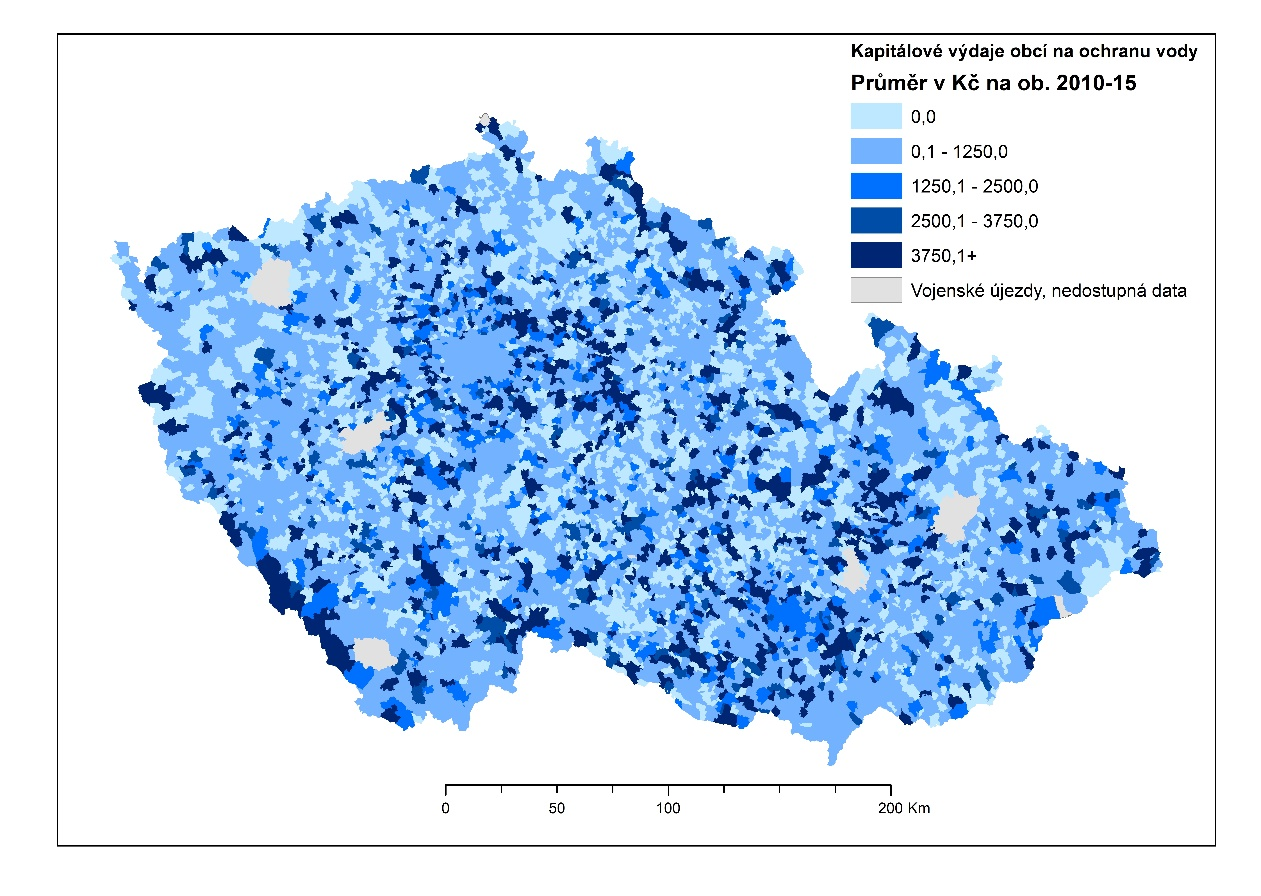 Kapitálové výdaje obcí na ochranu vody
Průměr v Kč na ob. 2010-15
0,0
0,1 - 1250,0
1250,1 - 2500,0
2500,1 - 3750,0
3750,1+
Vojenské újezdy, nedostupná data
0 50 100 200 Km